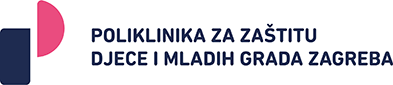 POLIKLINIKA ZA ZAŠTITU
DJECE I MLADIH GRADA ZAGREBA